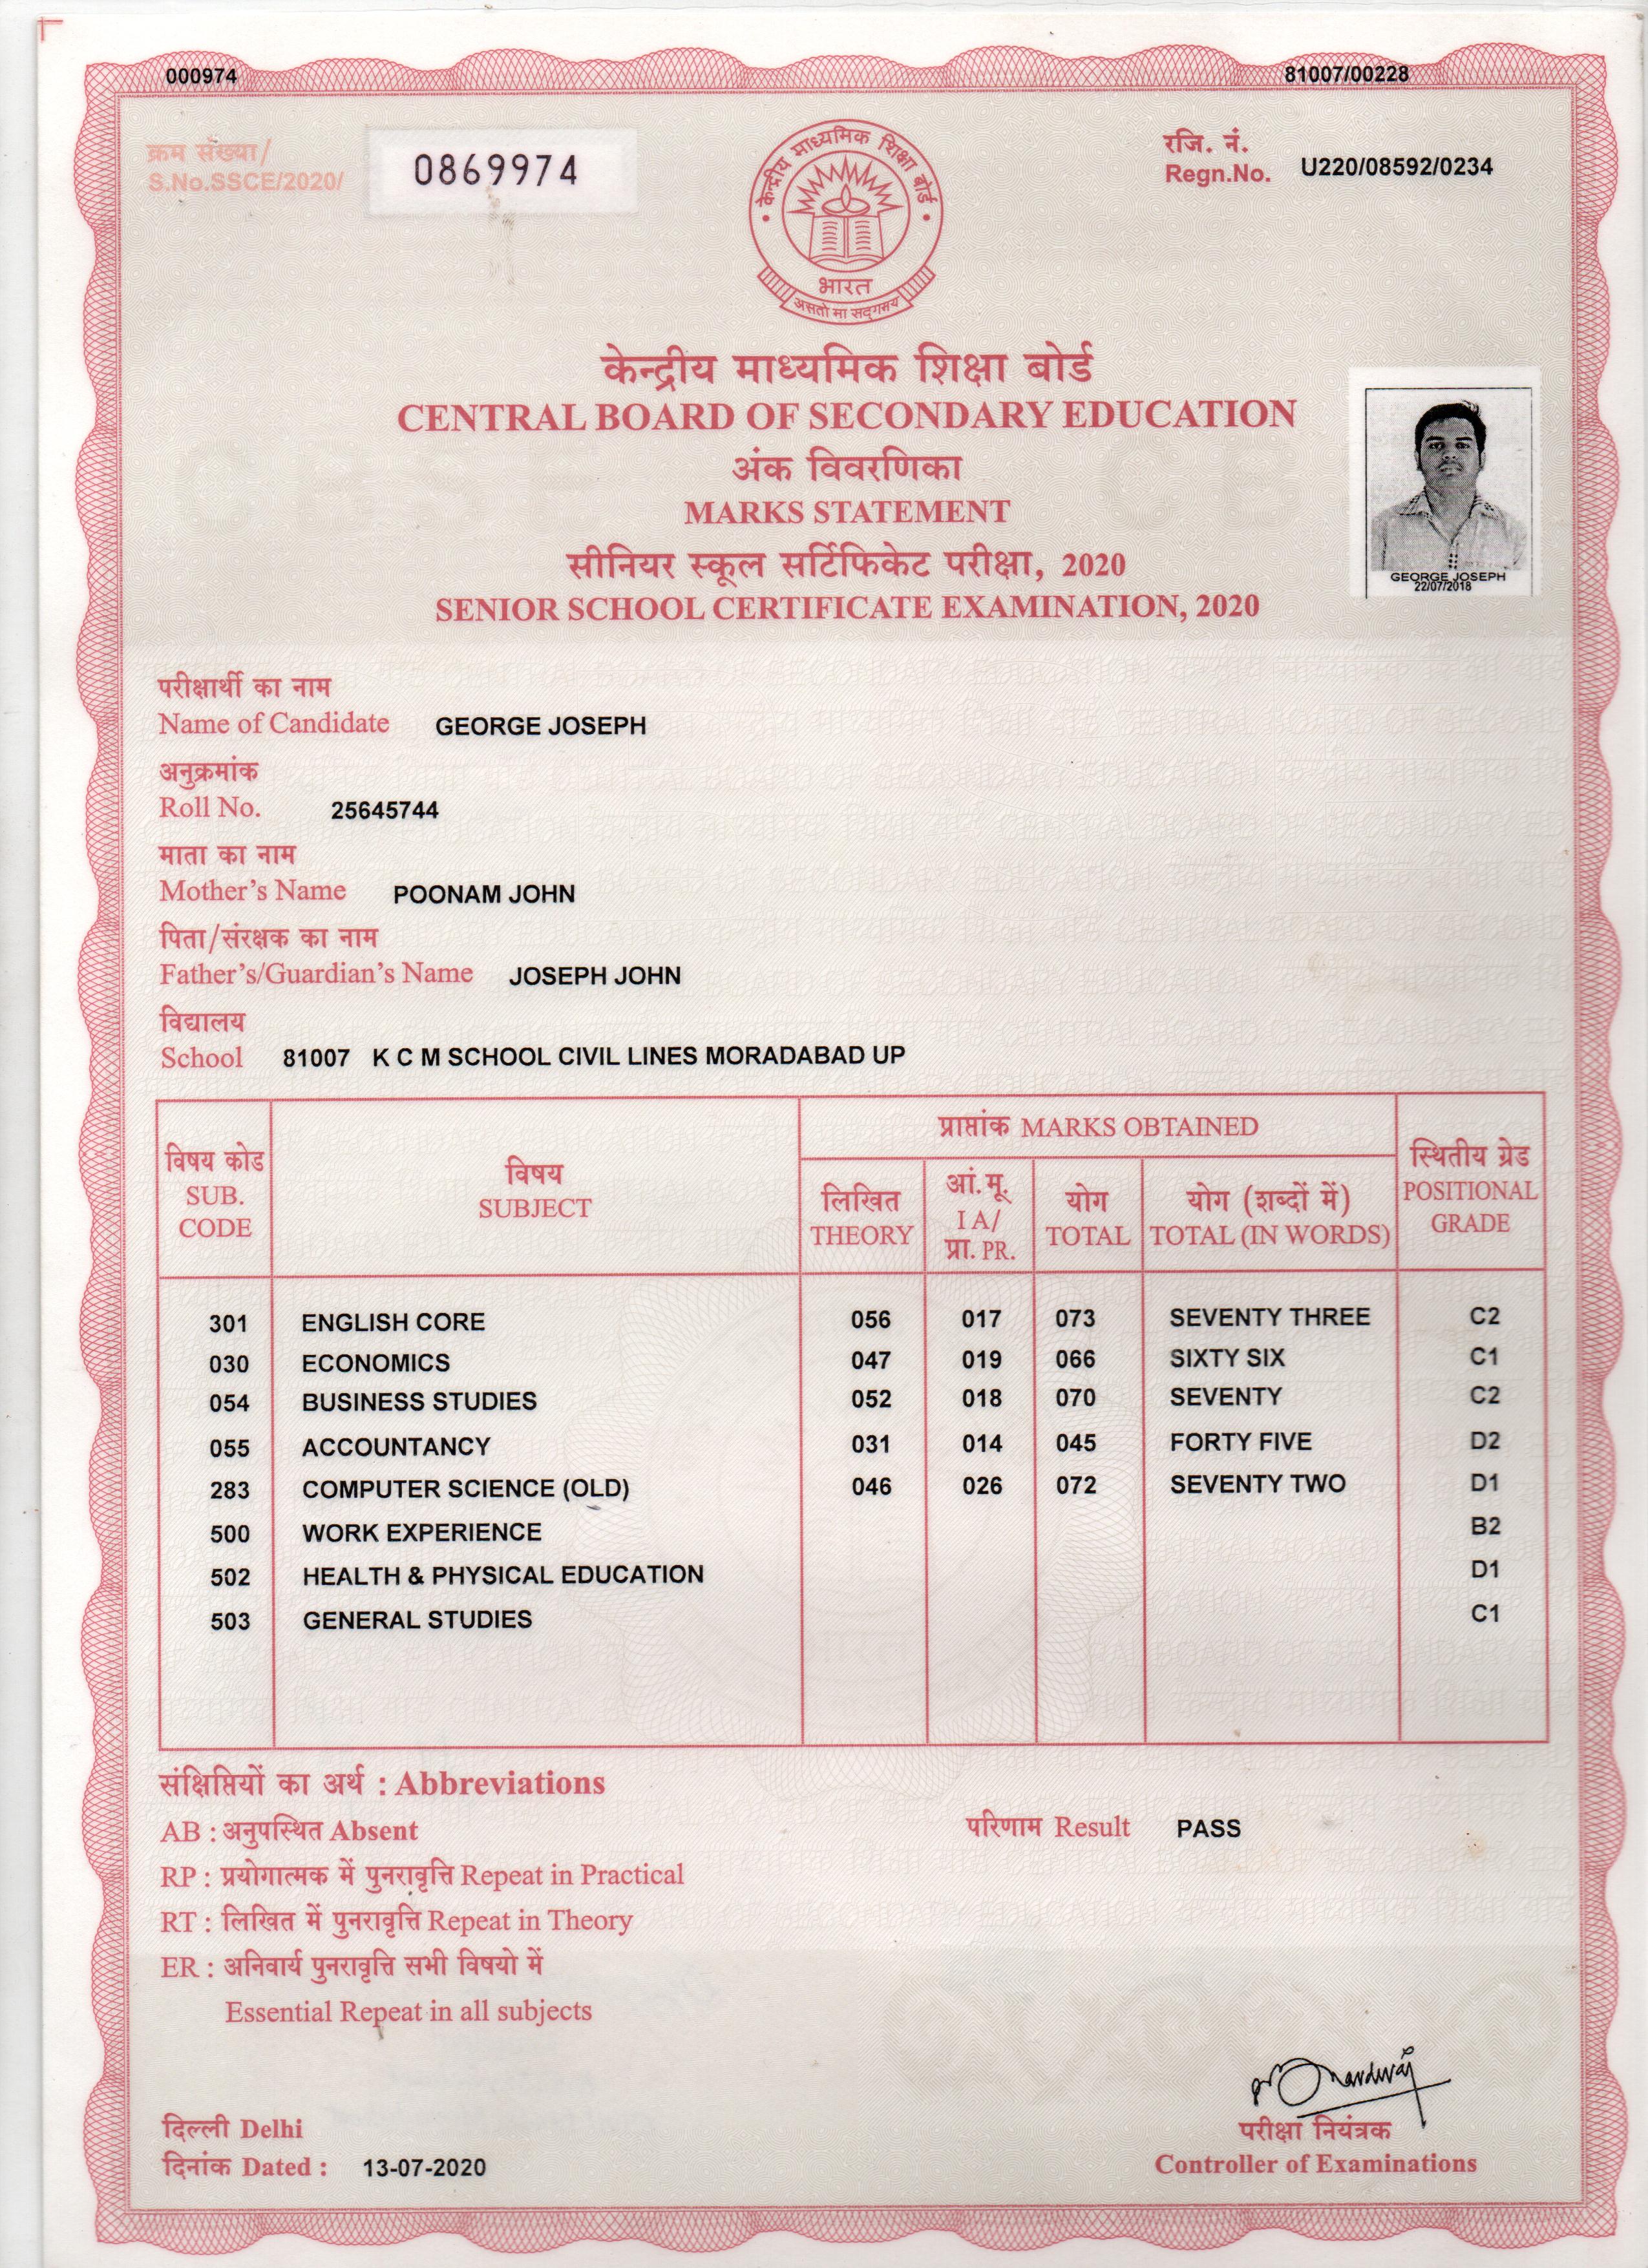 000974
81007/00228
क्रम संख्या/
S.No.SSCE/2020/
0869974
रजि. नं.
Regn.No. U220/08592/0234
केन्द्रीय माध्यमिक शिक्षा बोर्ड
भारत
असतो मा सद्गमय
केन्द्रीय माध्यमिक शिक्षा बोर्ड
CENTRAL BOARD OF SECONDARY EDUCATION
अंक विवरणिका
MARKS STATEMENT
सीनियर स्कूल सर्टिफिकेट परीक्षा, 2020
SENIOR SCHOOL CERTIFICATE EXAMINATION, 2020
GEORGE JOSEPH
22/07/2018
परीक्षार्थी का नाम
Name of Candidate GEORGE JOSEPH
अनुक्रमांक
Roll No. 25645744
माता का नाम
Mother's Name POONAM JOHN
पिता/संरक्षक का नाम
Father's/Guardian's Name JOSEPH JOHN
विद्यालय
School 81007 K C M SCHOOL CIVIL LINES MORADABAD UP
विषय कोड
SUB.
CODE
विषय
SUBJECT
प्राप्तांक MARKS OBTAINED
लिखित
THEORY
आं.मू.
I A/
प्रा. PR.
योग
TOTAL
योग (शब्दों में)
TOTAL (IN WORDS)
स्थितीय ग्रेड
POSITIONAL
GRADE
301 ENGLISH CORE 056 017 073 SEVENTY THREE C2
030 ECONOMICS 047 019 066 SIXTY SIX C1
054 BUSINESS STUDIES 052 018 070 SEVENTY C2
055 ACCOUNTANCY 031 014 045 FORTY FIVE D2
283 COMPUTER SCIENCE (OLD) 046 026 072 SEVENTY TWO D1
500 WORK EXPERIENCE B2
502 HEALTH & PHYSICAL EDUCATION D1
503 GENERAL STUDIES C1
संक्षिप्तियों का अर्थ : Abbreviations
AB : अनुपस्थित Absent
परिणाम Result PASS
RP : प्रयोगात्मक में पुनरावृत्ति Repeat in Practical
RT : लिखित में पुनरावृत्ति Repeat in Theory
ER : अनिवार्य पुनरावृत्ति सभी विषयो में
Essential Repeat in all subjects
दिल्ली Delhi
दिनांक Dated : 13-07-2020
परीक्षा नियंत्रक
Controller of Examinations